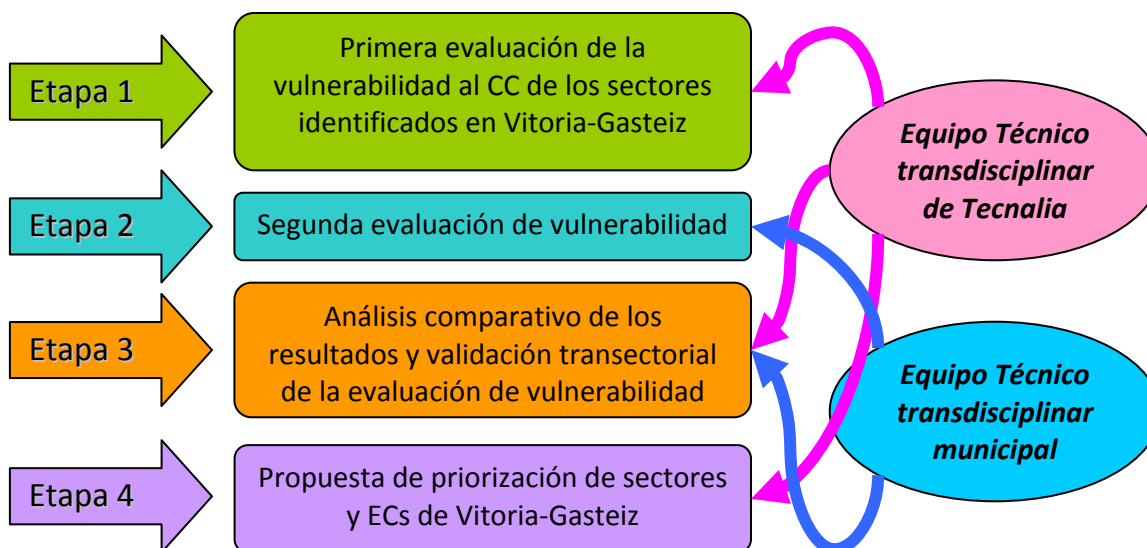 Etapa 1
Primera evaluación de la
vulnerabilidad al CC de los sectores
identificados en Vitoria-Gasteiz
Etapa 2
Segunda evaluación de vulnerabilidad
Etapa 3
Análisis comparativo de los
resultados y validación transectorial
de la evaluación de vulnerabilidad
Etapa 4
Propuesta de priorización de sectores
y ECs de Vitoria-Gasteiz
Equipo Técnico
transdisciplinar
de Tecnalia
Equipo Técnico
transdisciplinar
municipal